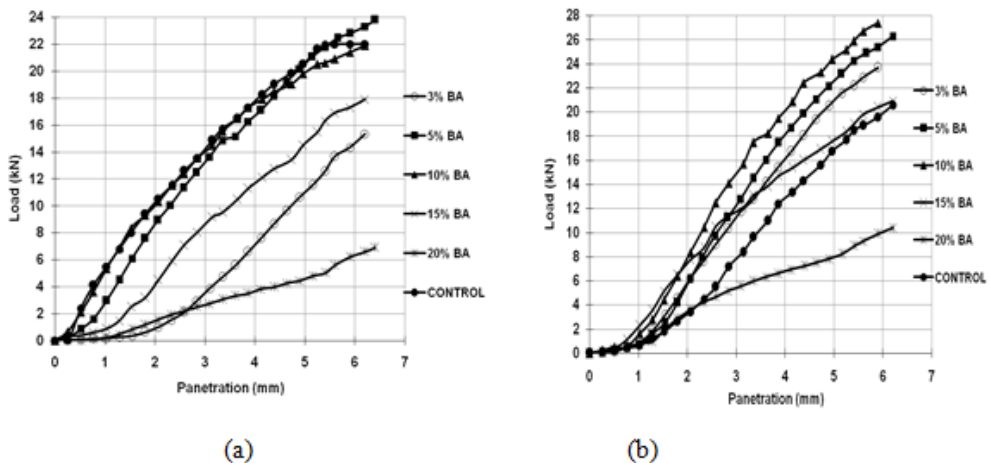 24
22
20
18
16
14
12
10
8
6
4
2
0
Load (kN)
0 1 2 3 4 5 6 7
Panetration (mm)
3% BA
5% BA
10% BA
15% BA
20% BA
CONTROL
(a)
28
26
24
22
20
18
16
14
12
10
8
6
4
2
0
Load (kN)
0 1 2 3 4 5 6 7
Panetration (mm)
3% BA
5% BA
10% BA
15% BA
20% BA
CONTROL
(b)